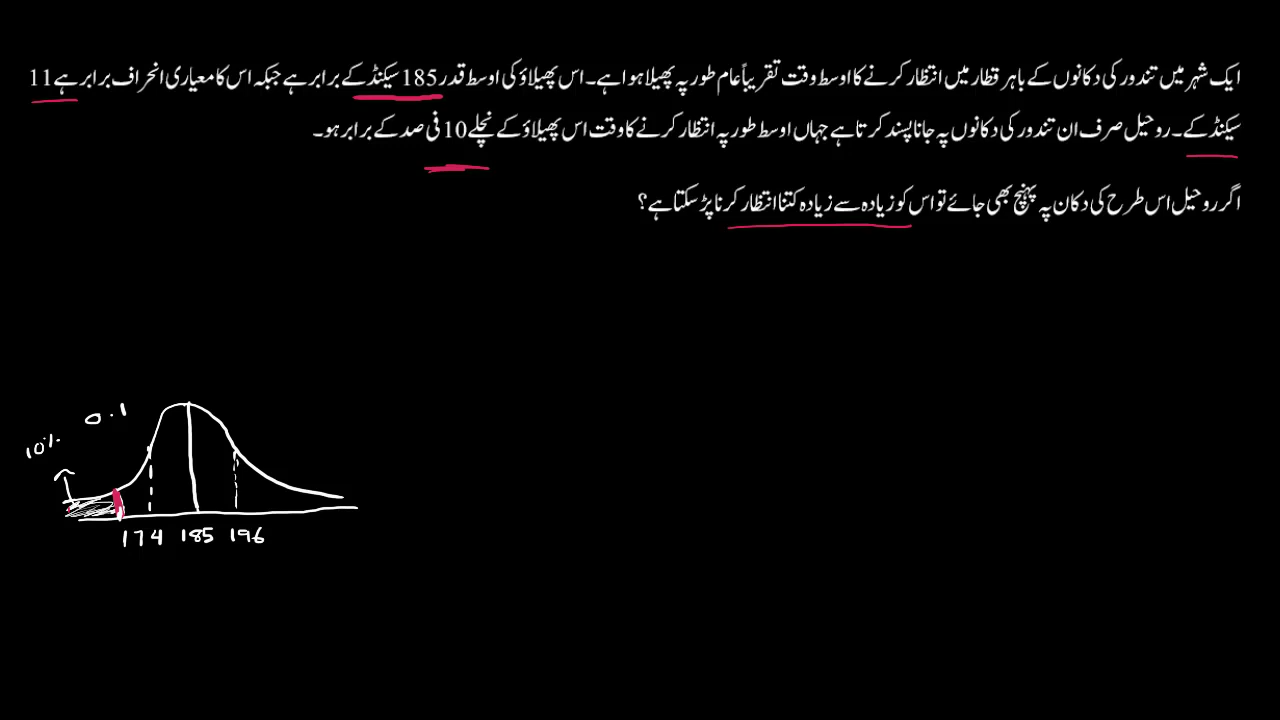 ایک شہر میں تندور کی دکانوں کے باہر قطار میں انتظار کرنے کا اوسط وقت تقریباً عام طور پہ پھیلا ہوا ہے۔ اس پھیلاؤ کی اوسط قدر 185 سیکنڈ کے برابر ہے جبکہ اس کا معیاری انحراف برابر ہے 11
سیکنڈ کے۔ روحیل صرف ان تندور کی دکانوں پہ جانا پسند کرتا ہے جہاں اوسط طور پہ انتظار کرنے کا وقت اس پھیلاؤ کے نچلے 10 فی صد کے برابر ہو۔
اگر روحیل اس طرح کی دکان پہ پہنچ بھی جائے تو اس کو زیادہ سے زیادہ کتنا انتظار کرنا پڑ سکتا ہے؟
0.1
10%
174 185 196